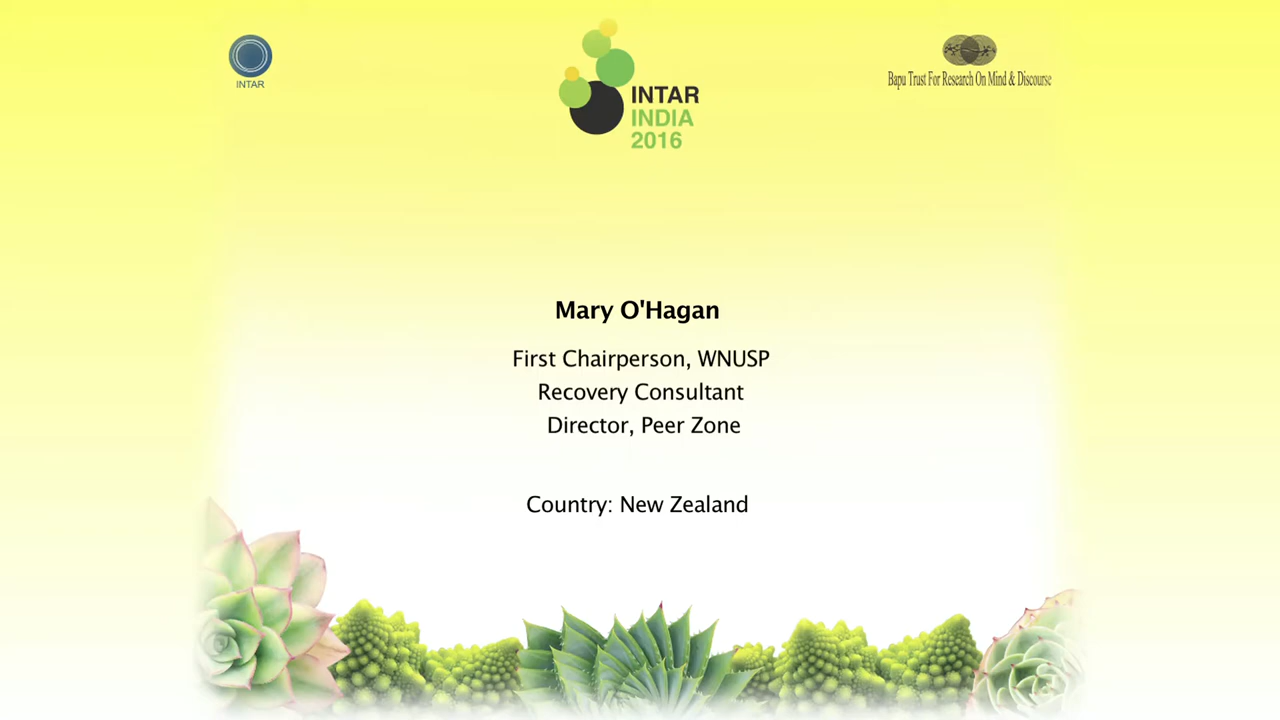 INTAR
INTAR
INDIA
2016
Bapu Trust For Research On Mind & Discourse
Mary O'Hagan
First Chairperson, WNUSP
Recovery Consultant
Director, Peer Zone
Country: New Zealand